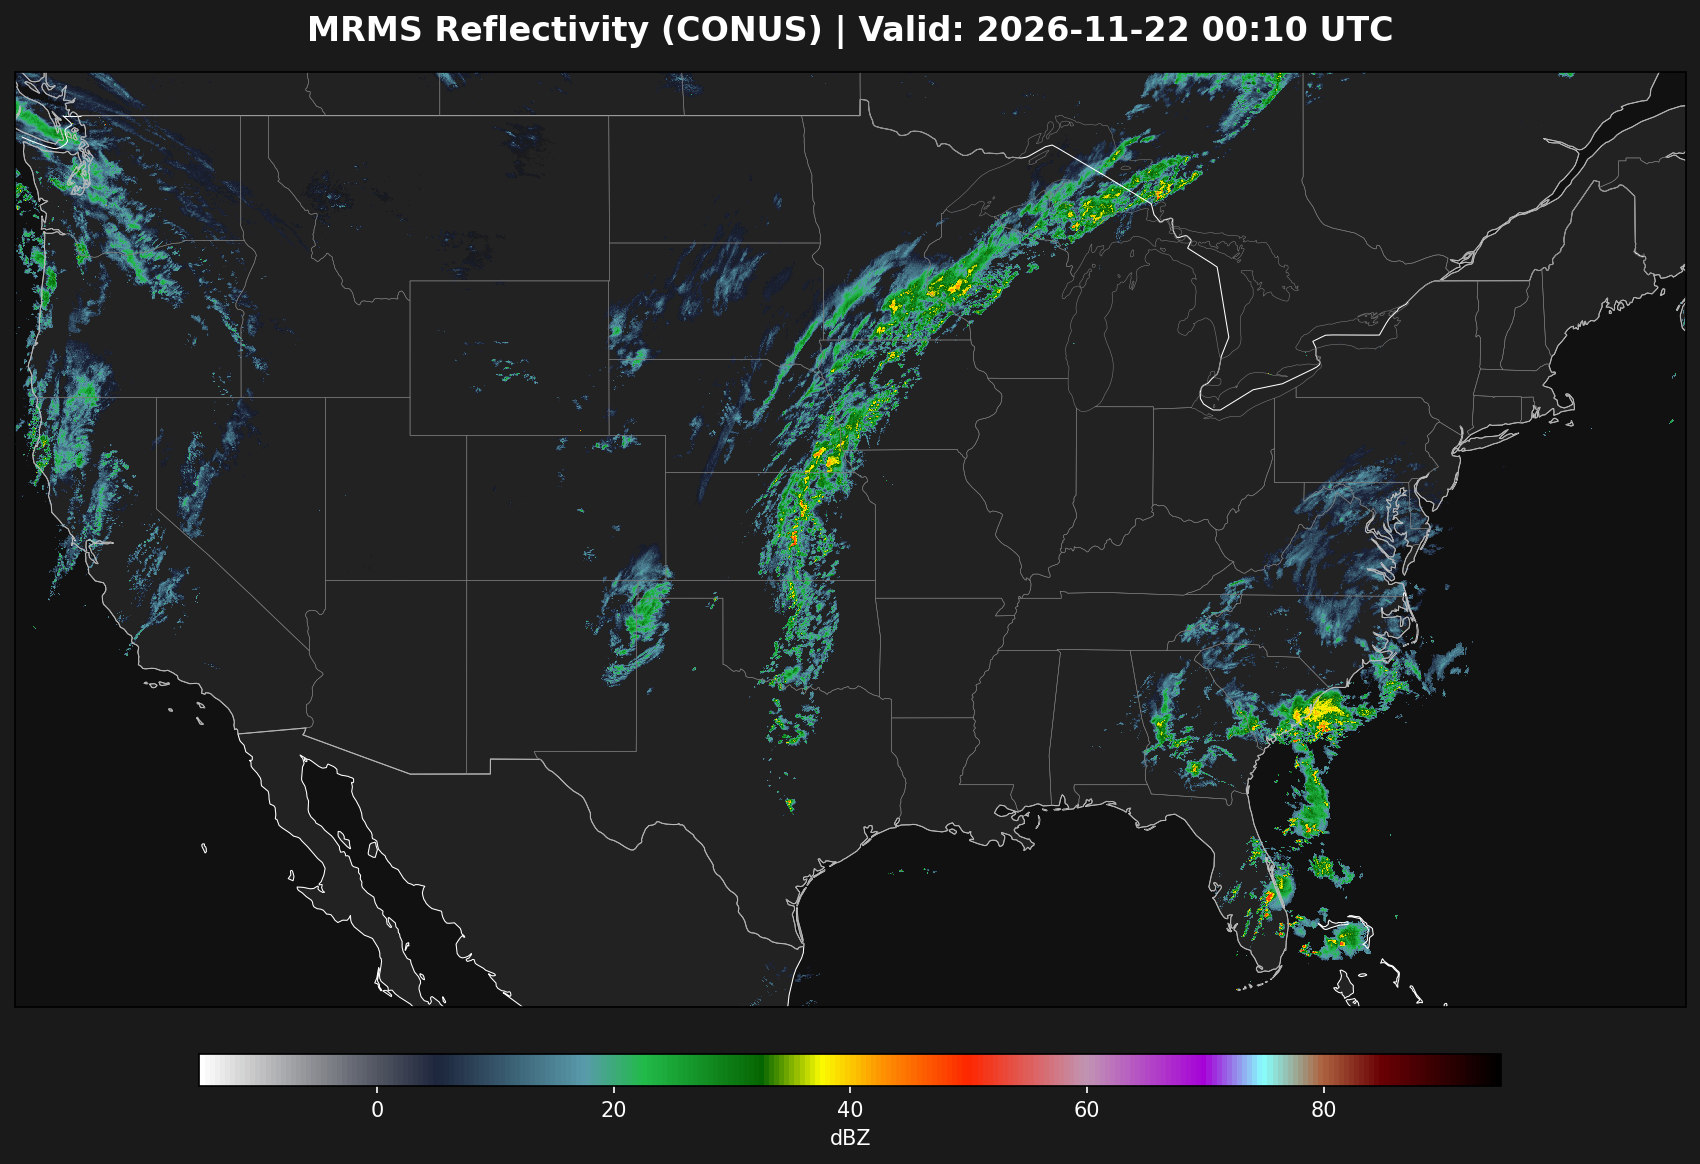 MRMS Reflectivity (CONUS) | Valid: 2026-11-22 00:10 UTC
0 20 40 60 80
dBZ